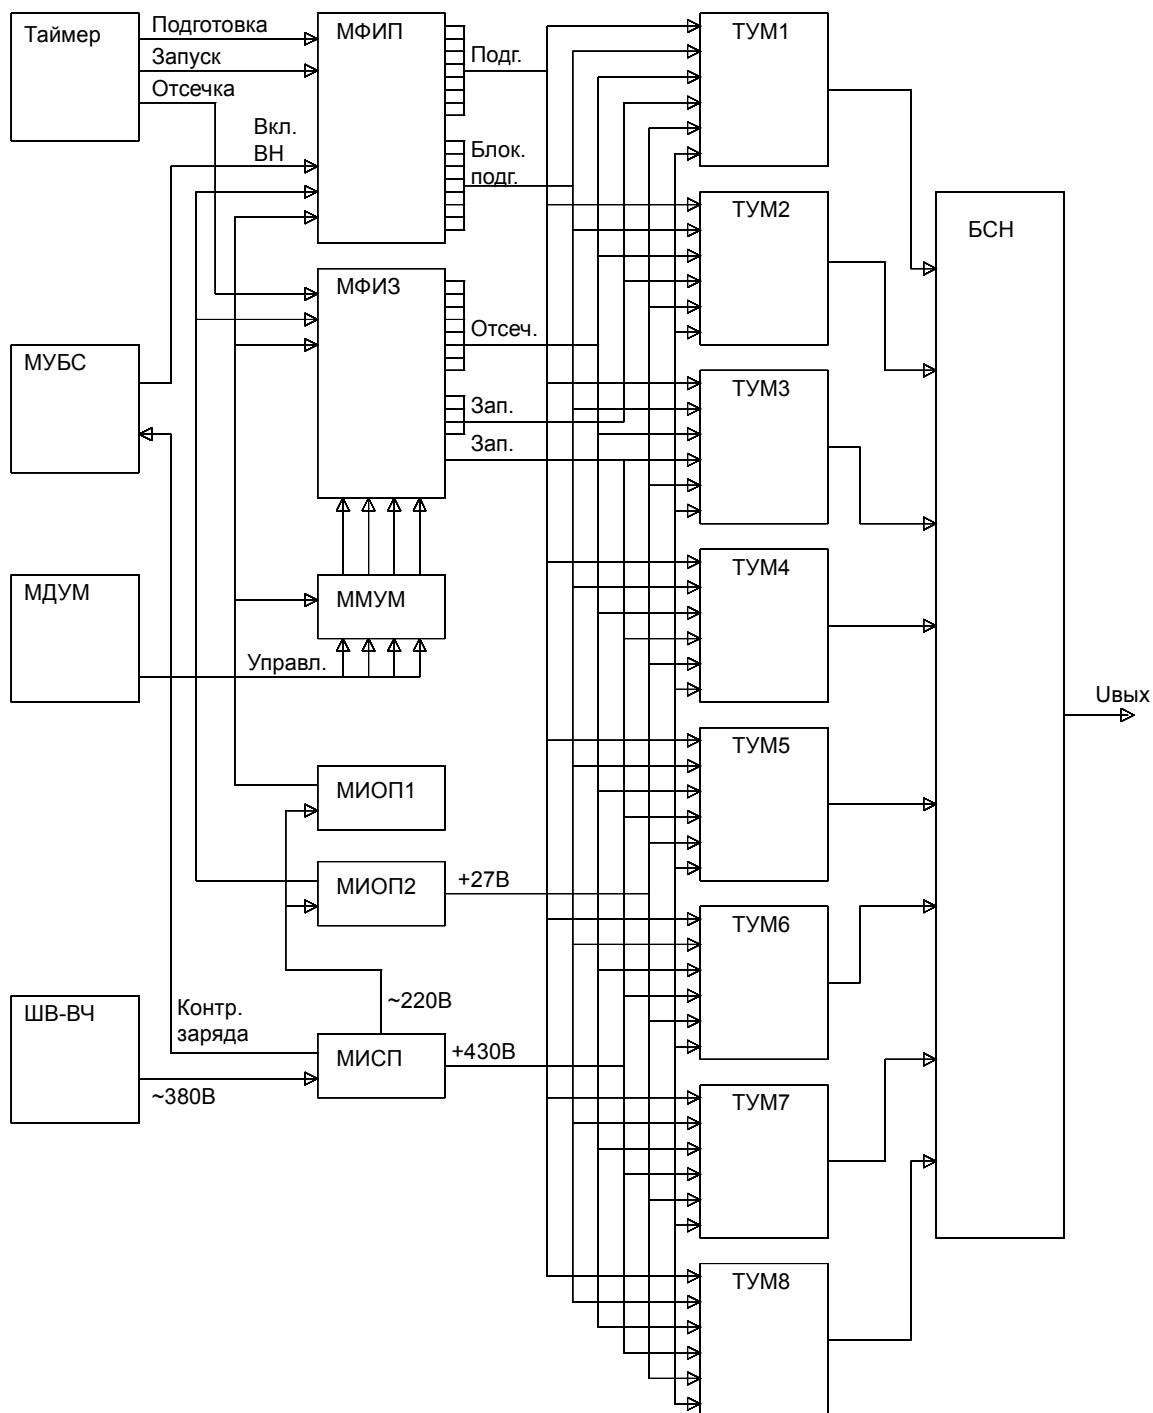 Таймер
Подготовка
Запуск
Отсечка
МФИП
Подг.
ТУМ1
Вкл.
ВН
Блок.
подг.
ТУМ2
БСН
МФИЗ
Отсеч.
МУБС
ТУМ3
Зап.
Зап.
МДУМ
ММУМ
ТУМ4
Управл.
Uвых
ТУМ5
МИОП1
МИОП2
+27В
ТУМ6
ШВ-ВЧ
Контр.
заряда
~220В
МИСП
+430В
~380В
ТУМ7
ТУМ8